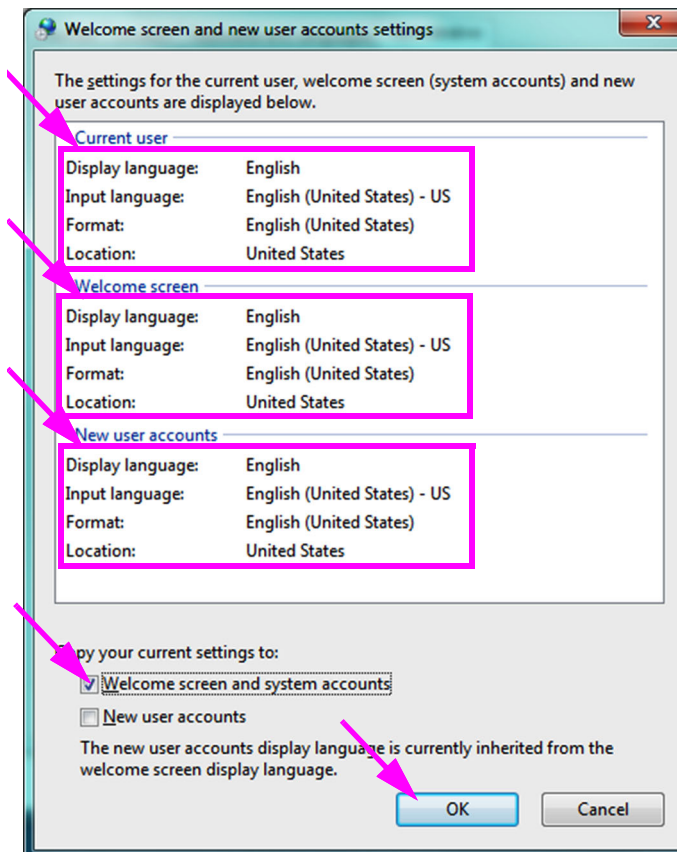 Welcome screen and new user accounts settings
The settings for the current user, welcome screen (system accounts) and new
user accounts are displayed below.
Current user
Display language: English
Input language: English (United States) - US
Format: English (United States)
Location: United States
Welcome screen
Display language: English
Input language: English (United States) - US
Format: English (United States)
Location: United States
New user accounts
Display language: English
Input language: English (United States) - US
Format: English (United States)
Location: United States
Copy your current settings to:
Welcome screen and system accounts
New user accounts
The new user accounts display language is currently inherited from the
welcome screen display language.
OK Cancel